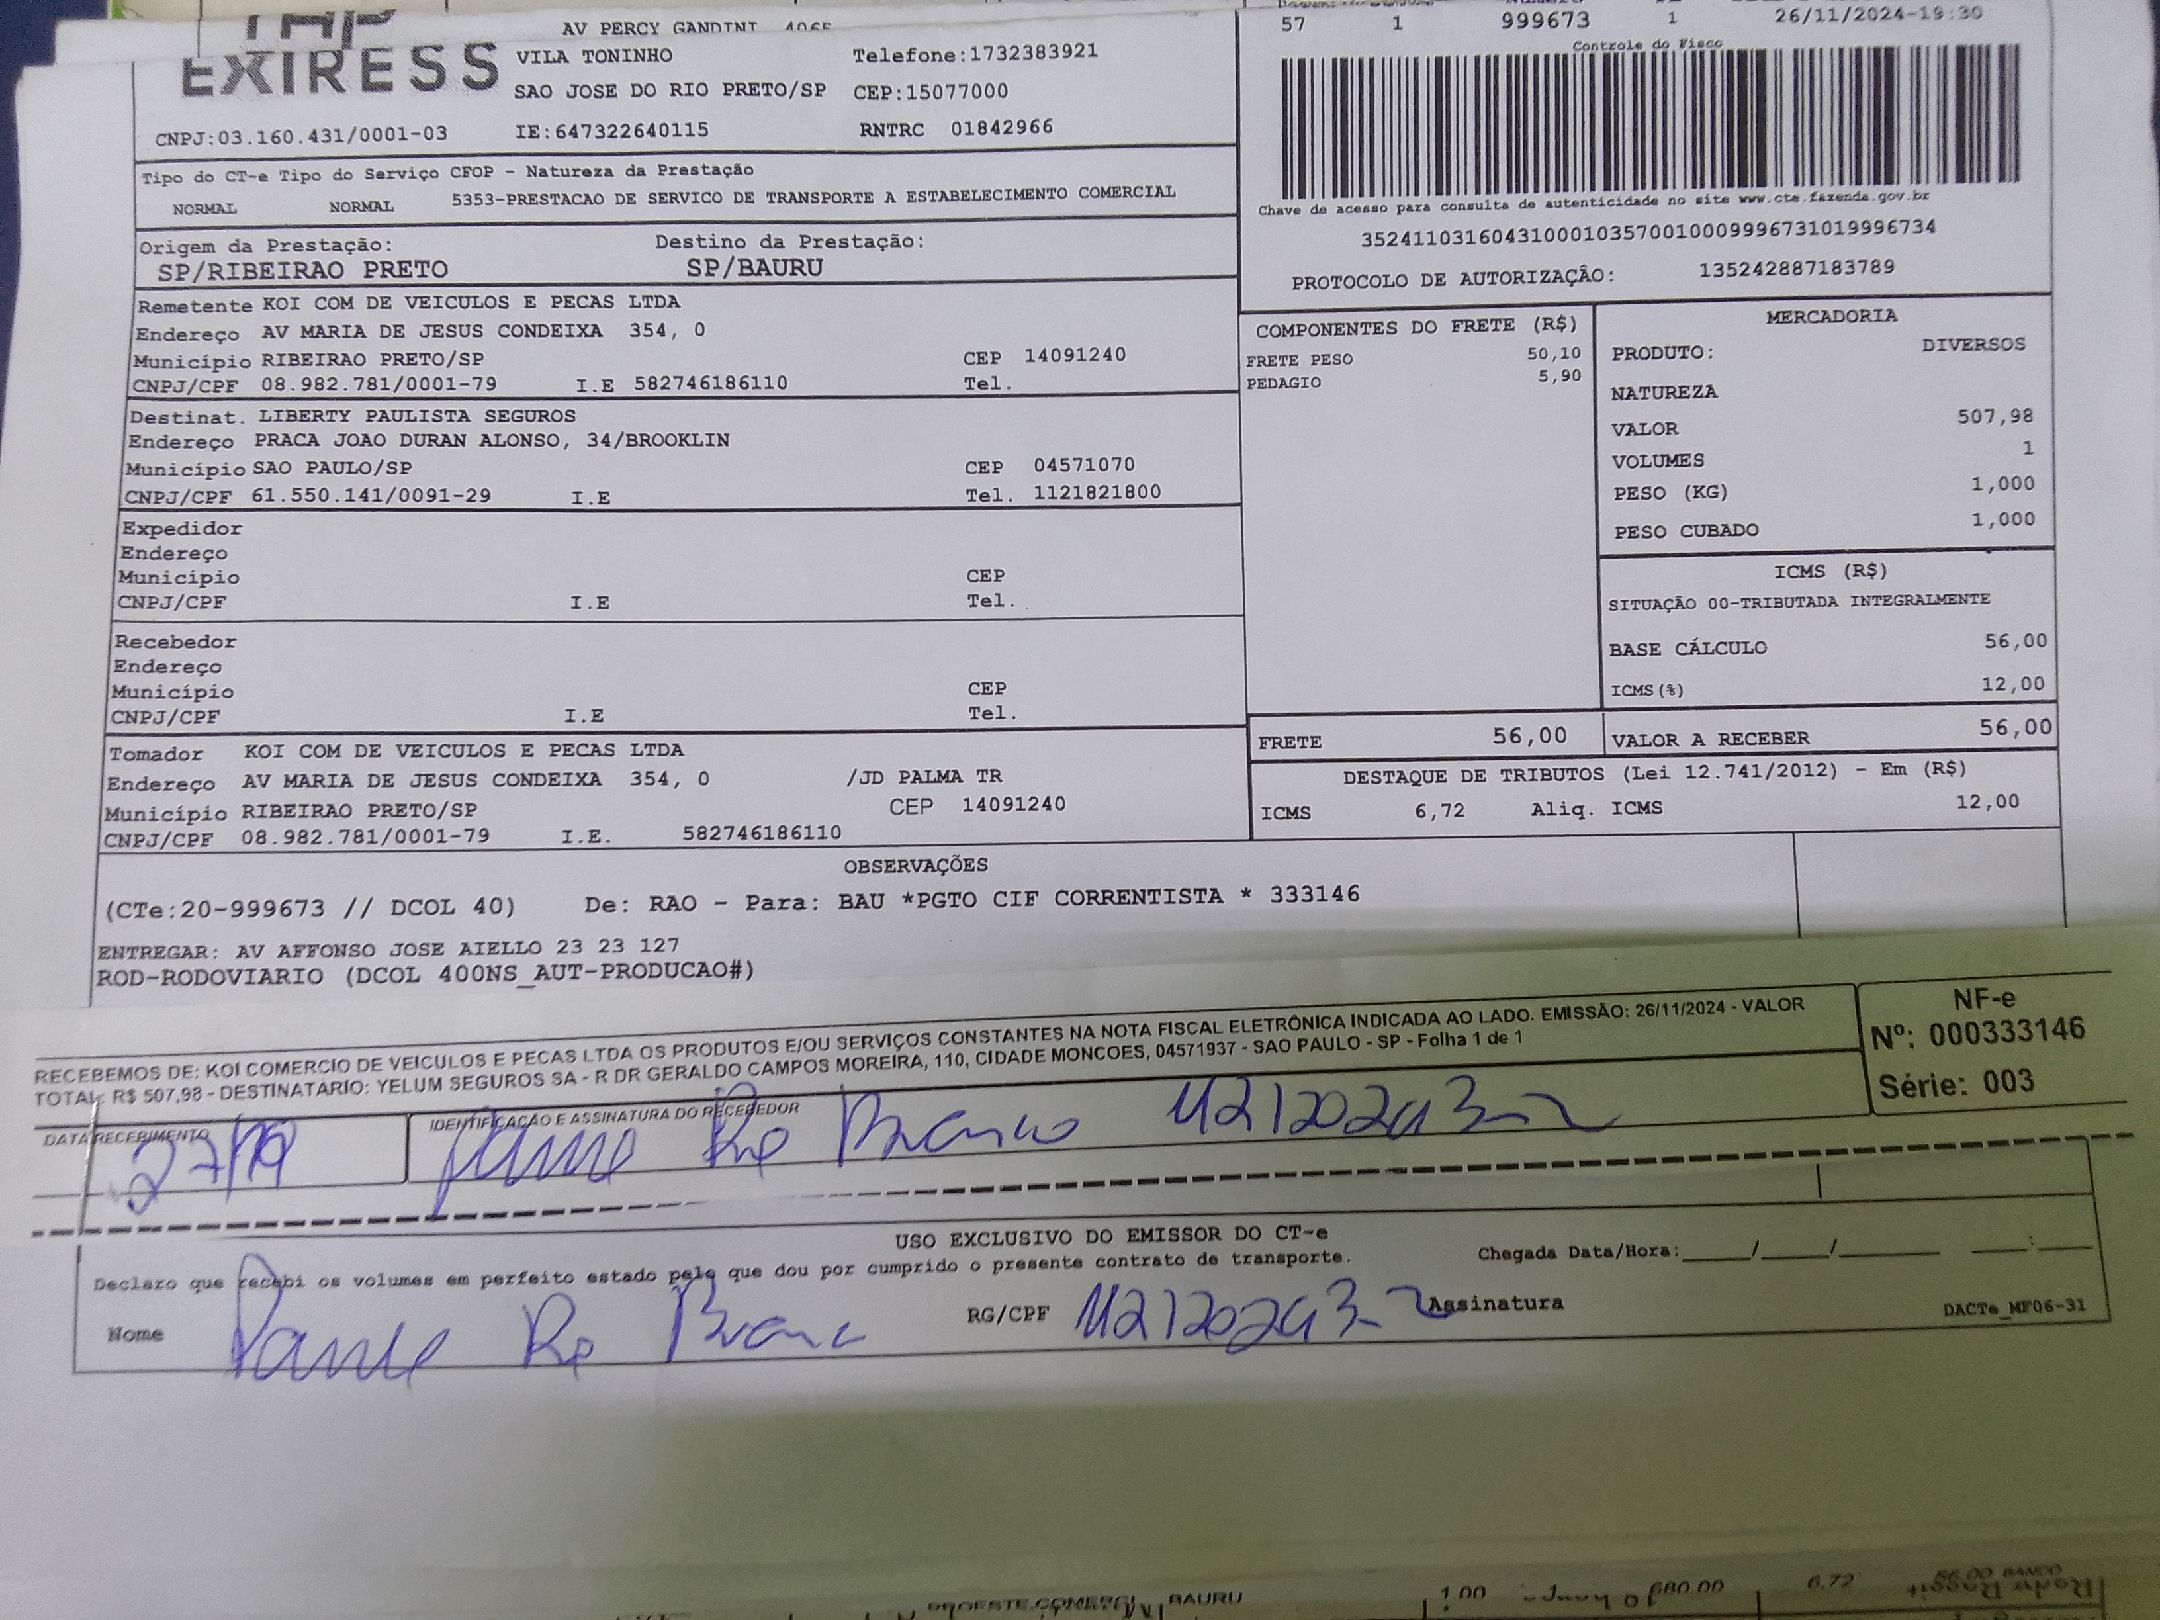 EXIRESS
AV PERCY GANDINI 4065
VILA TONINHO Telefone:1732383921
SAO JOSE DO RIO PRETO/SP CEP:15077000
CNPJ:03.160.431/0001-03 IE:647322640115 RNTRC 01842966
57 1 999673 1 26/11/2024-19:30
Controle do Fisco
Chave de acesso para consulta de autenticidade no site www.cte.fazenda.gov.br
35241103160431000103570010009996731019996734
PROTOCOLO DE AUTORIZAÇÃO: 135242887183789
Tipo do CT-e Tipo do Serviço CFOP - Natureza da Prestação
NORMAL NORMAL 5353-PRESTACAO DE SERVICO DE TRANSPORTE A ESTABELECIMENTO COMERCIAL
Origem da Prestação: Destino da Prestação:
SP/RIBEIRAO PRETO SP/BAURU
Remetente KOI COM DE VEICULOS E PECAS LTDA
Endereço AV MARIA DE JESUS CONDEIXA 354, 0
Município RIBEIRAO PRETO/SP CEP 14091240
CNPJ/CPF 08.982.781/0001-79 I.E 582746186110 Tel.
Destinat. LIBERTY PAULISTA SEGUROS
Endereço PRACA JOAO DURAN ALONSO, 34/BROOKLIN
Município SAO PAULO/SP CEP 04571070
CNPJ/CPF 61.550.141/0091-29 I.E Tel. 1121821800
Expedidor
Endereço
Município CEP
CNPJ/CPF I.E Tel.
Recebedor
Endereço
Município CEP
CNPJ/CPF I.E Tel.
Tomador KOI COM DE VEICULOS E PECAS LTDA
Endereço AV MARIA DE JESUS CONDEIXA 354, 0 /JD PALMA TR
Município RIBEIRAO PRETO/SP CEP 14091240
CNPJ/CPF 08.982.781/0001-79 I.E. 582746186110
COMPONENTES DO FRETE (R$)
FRETE PESO 50,10
PEDAGIO 5,90
MERCADORIA
PRODUTO: DIVERSOS
NATUREZA
VALOR 507,98
VOLUMES 1
PESO (KG) 1,000
PESO CUBADO 1,000
ICMS (R$)
SITUAÇÃO 00-TRIBUTADA INTEGRALMENTE
BASE CÁLCULO 56,00
ICMS(%) 12,00
FRETE 56,00 VALOR A RECEBER 56,00
DESTAQUE DE TRIBUTOS (Lei 12.741/2012) - Em (R$)
ICMS 6,72 Aliq. ICMS 12,00
OBSERVAÇÕES
(CTe:20-999673 // DCOL 40) De: RAO - Para: BAU *PGTO CIF CORRENTISTA * 333146
ENTREGAR: AV AFFONSO JOSE AIELLO 23 23 127
ROD-RODOVIARIO (DCOL 400NS_AUT-PRODUCAO#)
RECEBEMOS DE: KOI COMERCIO DE VEICULOS E PECAS LTDA OS PRODUTOS E/OU SERVIÇOS CONSTANTES NA NOTA FISCAL ELETRÔNICA INDICADA AO LADO. EMISSÃO: 26/11/2024 - VALOR
TOTAL: R$ 507,98 - DESTINATÁRIO: YELUM SEGUROS SA - R DR GERALDO CAMPOS MOREIRA, 110, CIDADE MONCOES, 04571937 - SAO PAULO - SP - Folha 1 de 1
NF-e
Nº: 000333146
Série: 003
DATA RECEBIMENTO IDENTIFICAÇÃO E ASSINATURA DO RECEBEDOR
USO EXCLUSIVO DO EMISSOR DO CT-e
Declaro que recebi os volumes em perfeito estado pelo que dou por cumprido o presente contrato de transporte. Chegada Data/Hora:____/____/______ ___:___
Nome RG/CPF Assinatura DACTe_MF06-31
BAURU 1,00 680,00 6,72